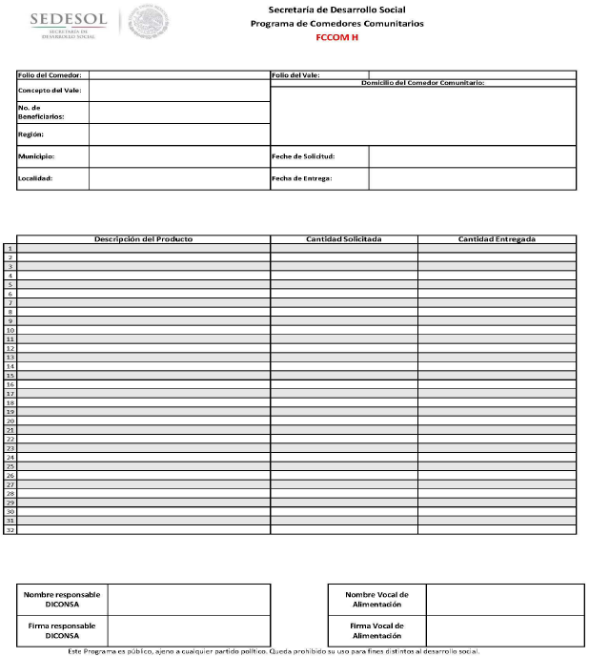 SEDESOL
SECRETARÍA DE
DESARROLLO SOCIAL
Secretaria de Desarrollo Social
Programa de Comedores Comunitarios
FCCOM H
Folio del Comedor:
Folio del Vale:
Concepto del Vale:
Domicilio del Comedor Comunitario:
No. de
Beneficiarios:
Región:
Municipio:
Feche de Solicitud:
Localidad:
Fecha de Entrega:
Descripción del Producto Cantidad Solicitada Cantidad Entregada
1
2
3
4
5
6
7
8
9
10
11
12
13
14
15
16
17
18
19
20
21
22
23
24
25
26
27
28
29
30
31
32
Nombre responsable
DICONSA
Nombre Vocal de
Alimentación
Firma responsable
DICONSA
Firma Vocal de
Alimentación
Este Programa es público, ajeno a cualquier partido político. Queda prohibido su uso para fines distintos al desarrollo social.